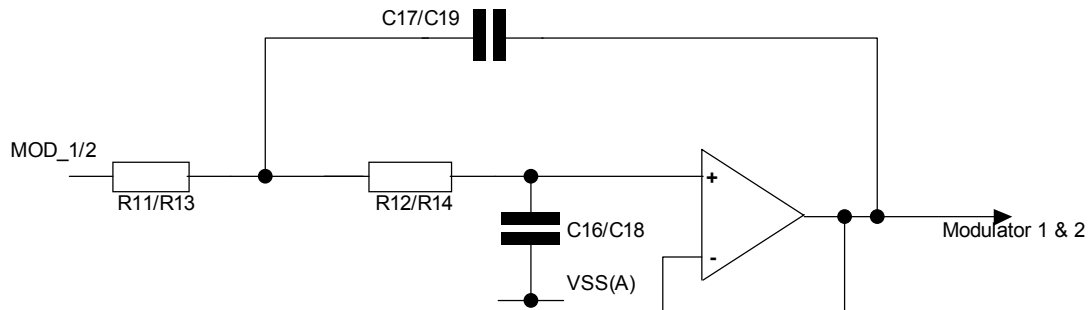 C17/C19
MOD_1/2
R11/R13
R12/R14
+
C16/C18
Modulator 1 & 2
-
VSS(A)